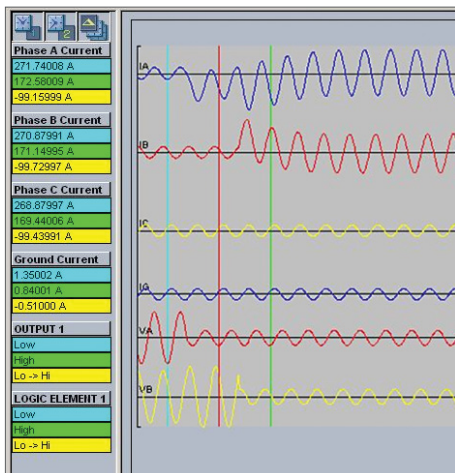 2
Phase A Current
271.74008 A
172.58009 A
-99.15999 A
Phase B Current
270.87991 A
171.14995 A
-99.72997 A
Phase C Current
268.87997 A
169.44006 A
-99.43991 A
Ground Current
1.35002 A
0.84001 A
-0.51000 A
OUTPUT 1
Low
High
Lo -> Hi
LOGIC ELEMENT 1
Low
High
Lo -> Hi
IA
IB
IC
IG
VA
VB